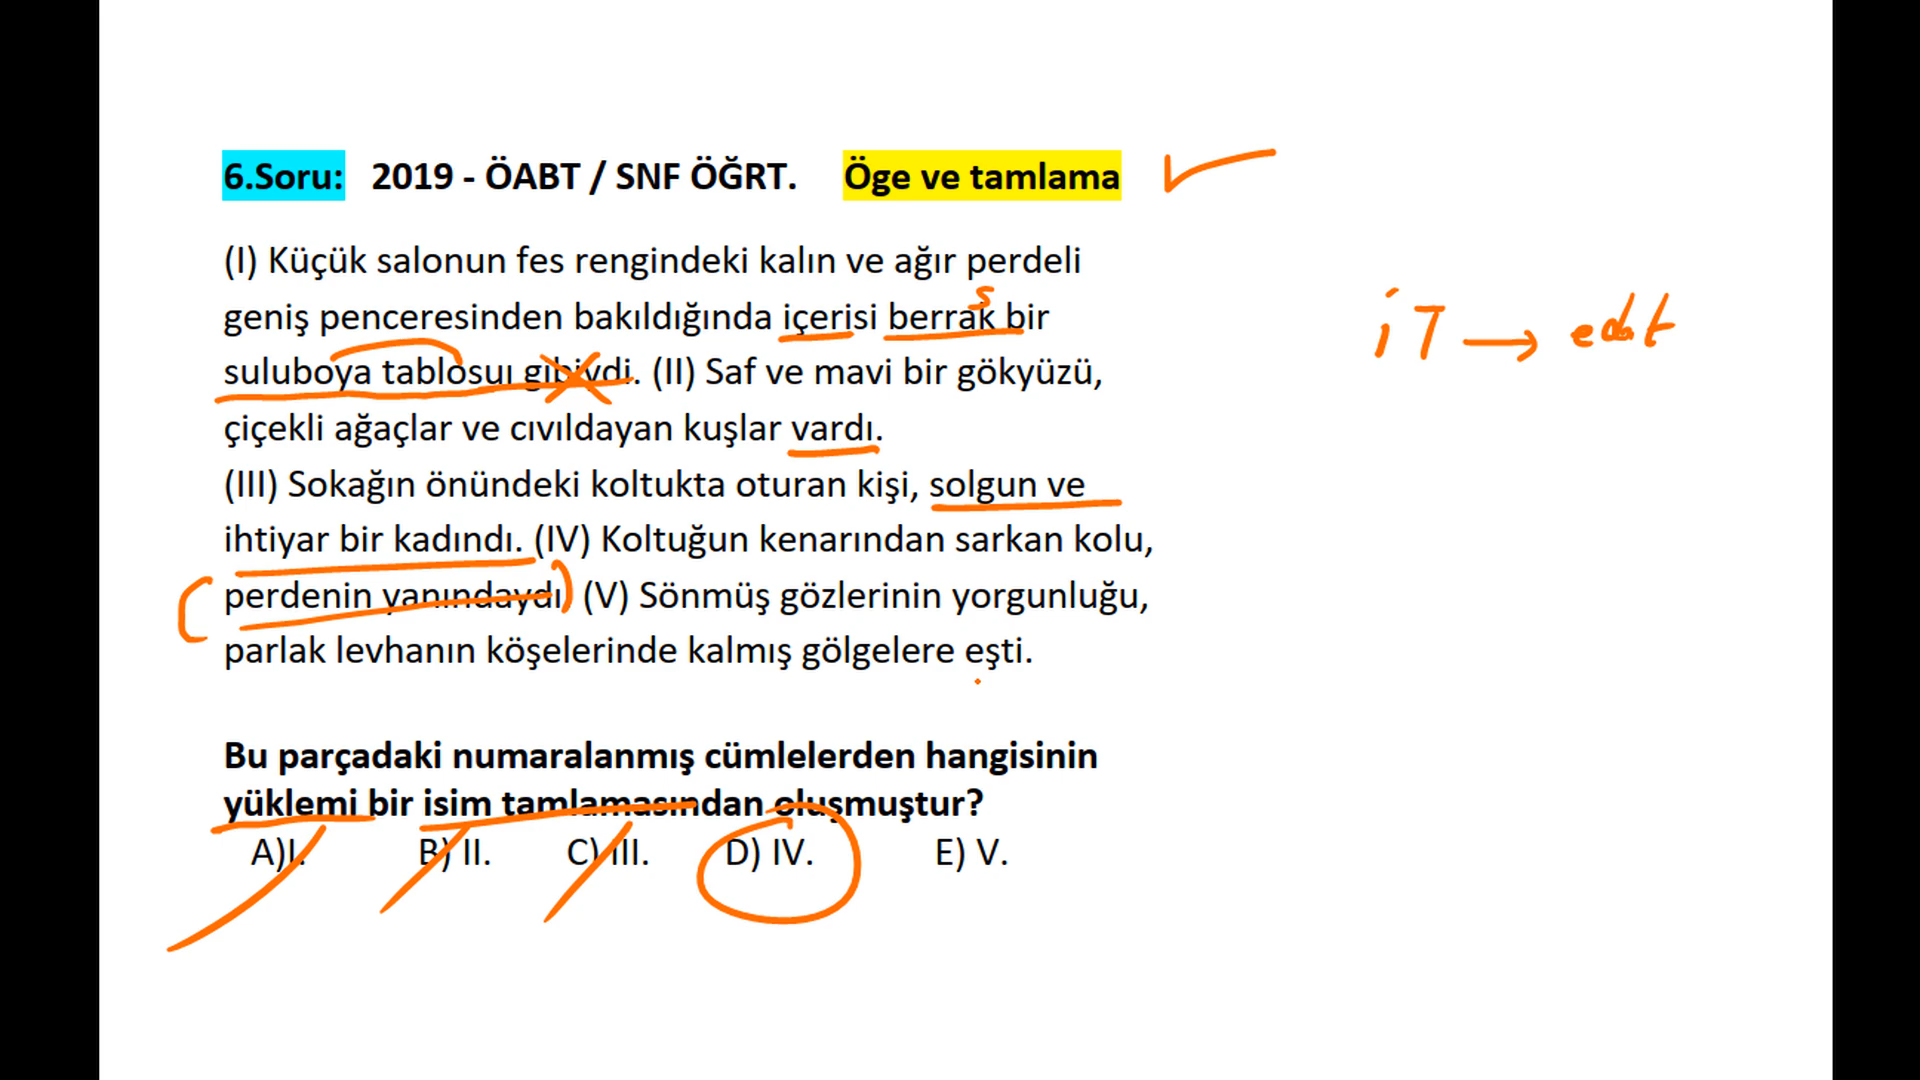 6.Soru: 2019 - ÖABT / SNF ÖĞRT. Öge ve tamlama
(I) Küçük salonun fes rengindeki kalın ve ağır perdeli
geniş penceresinden bakıldığında içerisi berrak bir
s
suluboya tablosuı gibiydi. (II) Saf ve mavi bir gökyüzü,
iT → edat
çiçekli ağaçlar ve cıvıldayan kuşlar vardı.
(III) Sokağın önündeki koltukta oturan kişi, solgun ve
ihtiyar bir kadındı. (IV) Koltuğun kenarından sarkan kolu,
perdenin yanındaydı (V) Sönmüş gözlerinin yorgunluğu,
parlak levhanın köşelerinde kalmış gölgelere eşti.
Bu parçadaki numaralanmış cümlelerden hangisinin
yüklemi bir isim tamlamasından oluşmuştur?
A)I. B) II. C) III. D) IV. E) V.